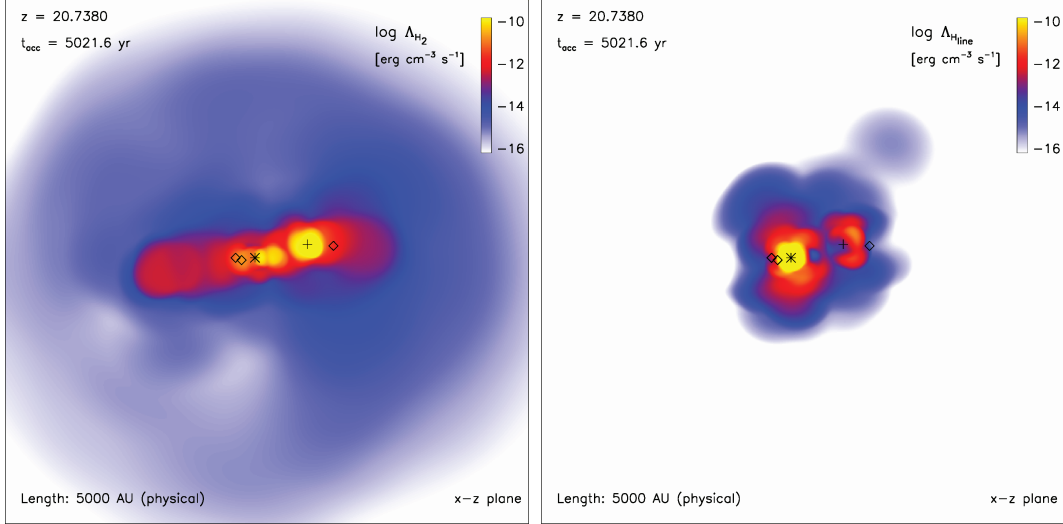 z = 20.7380
t_acc = 5021.6 yr
log Λ_H₂
[erg cm⁻³ s⁻¹]
−10
−12
−14
−16
Length: 5000 AU (physical)
x−z plane
z = 20.7380
t_acc = 5021.6 yr
log Λ_H_line
[erg cm⁻³ s⁻¹]
−10
−12
−14
−16
Length: 5000 AU (physical)
x−z plane